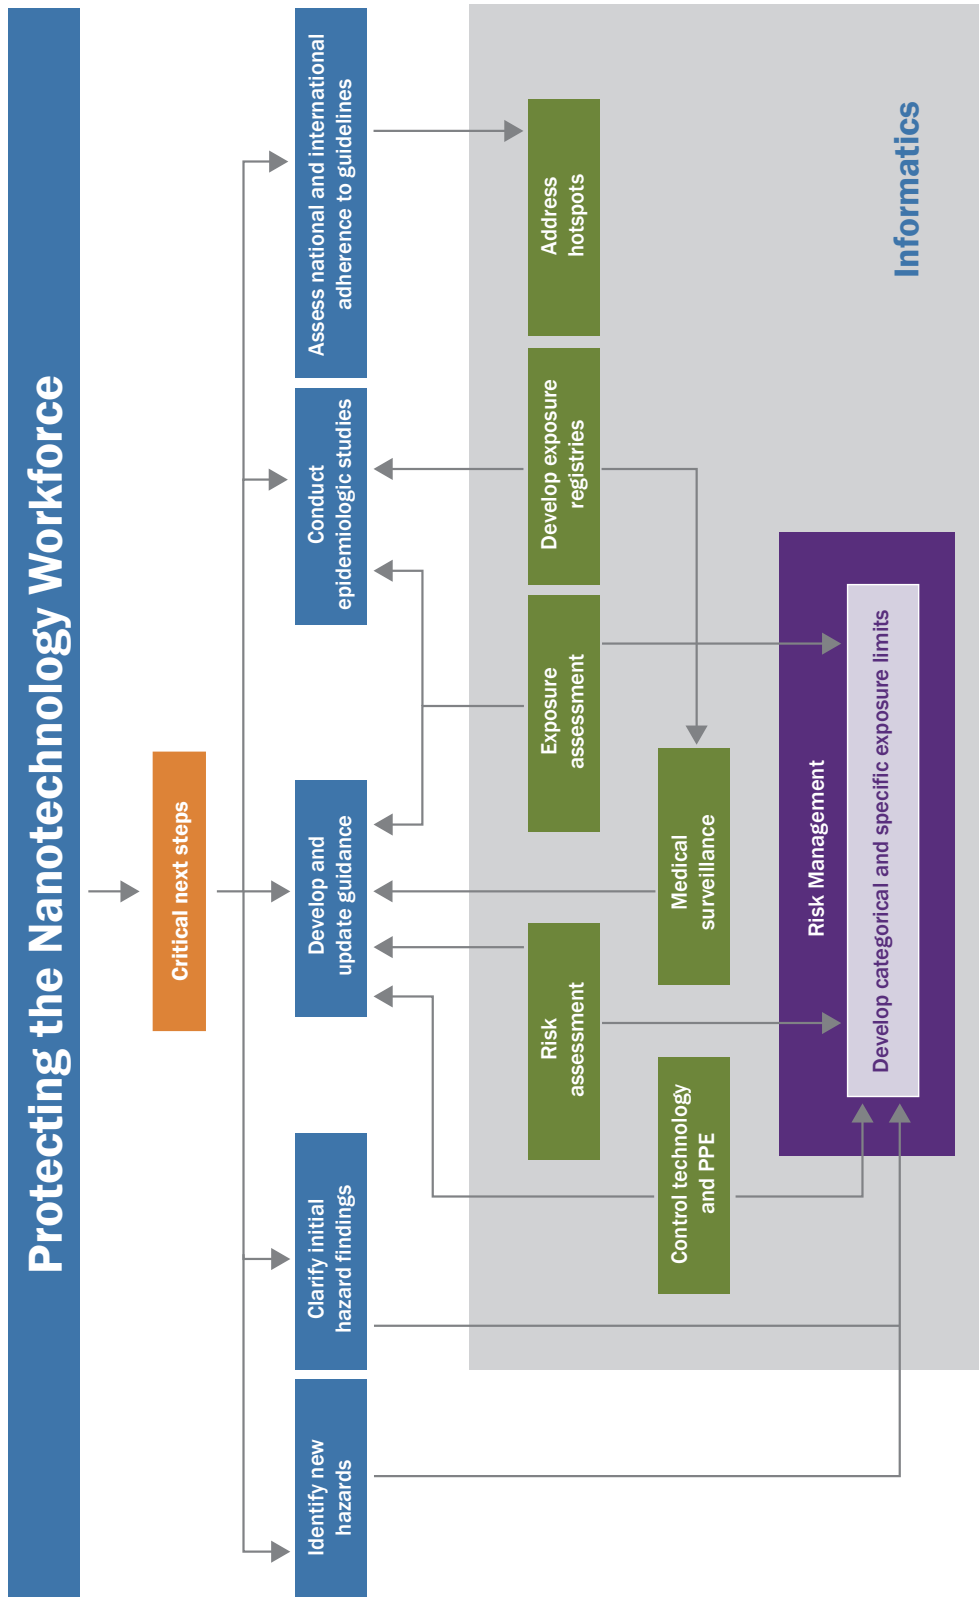 Protecting the Nanotechnology Workforce
Critical next steps
Identify new
hazards
Clarify initial
hazard findings
Develop and
update guidance
Conduct
epidemiologic studies
Assess national and international
adherence to guidelines
Risk
assessment
Exposure
assessment
Develop exposure
registries
Address
hotspots
Control technology
and PPE
Medical
surveillance
Risk Management
Develop categorical and specific exposure limits
Informatics